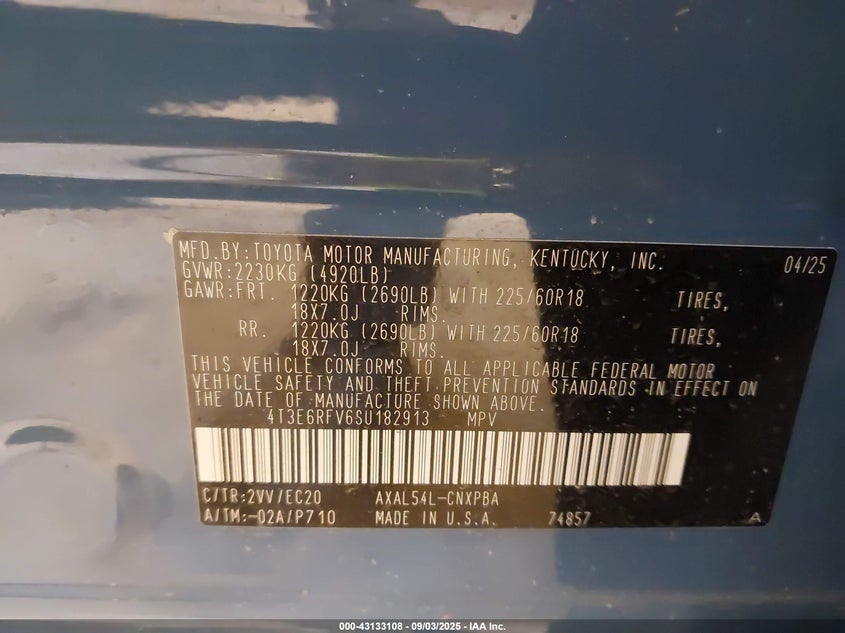 MFD.BY:TOYOTA MOTOR MANUFACTURING, KENTUCKY, INC. 04/25
GVWR:2230KG (4920LB)
GAWR:FRT. 1220KG (2690LB) WITH 225/60R18 TIRES,
18X7.0J RIMS.
RR. 1220KG (2690LB) WITH 225/60R18 TIRES,
18X7.0J RIMS.
THIS VEHICLE CONFORMS TO ALL APPLICABLE FEDERAL MOTOR
VEHICLE SAFETY AND THEFT PREVENTION STANDARDS IN EFFECT ON
THE DATE OF MANUFACTURE SHOWN ABOVE.
4T3E6RFV6SU182913 MPV
C/TR:2VV/EC20 AXAL54L-CNXPBA
A/TM:-02A/P710 MADE IN U.S.A. 74857 A
000-43133108 - 09/03/2025 - IAA Inc.